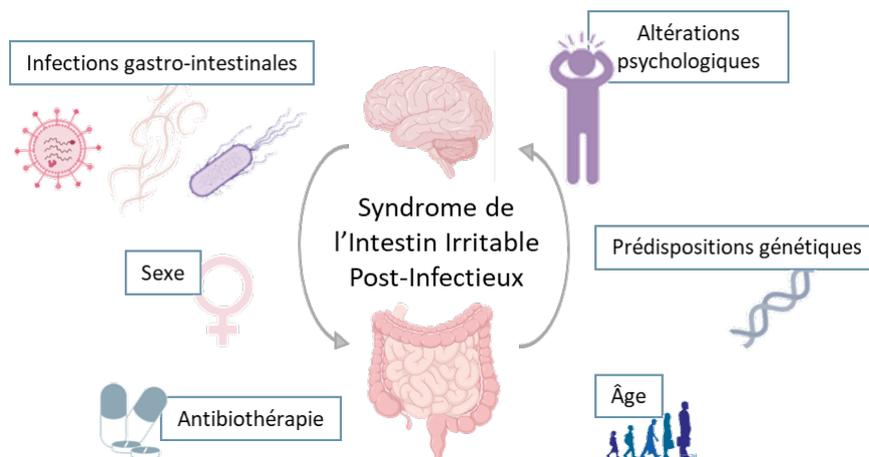 Infections gastro-intestinales
Altérations
psychologiques
Syndrome de
l’Intestin Irritable
Post-Infectieux
Sexe
Prédispositions génétiques
Antibiothérapie
Âge